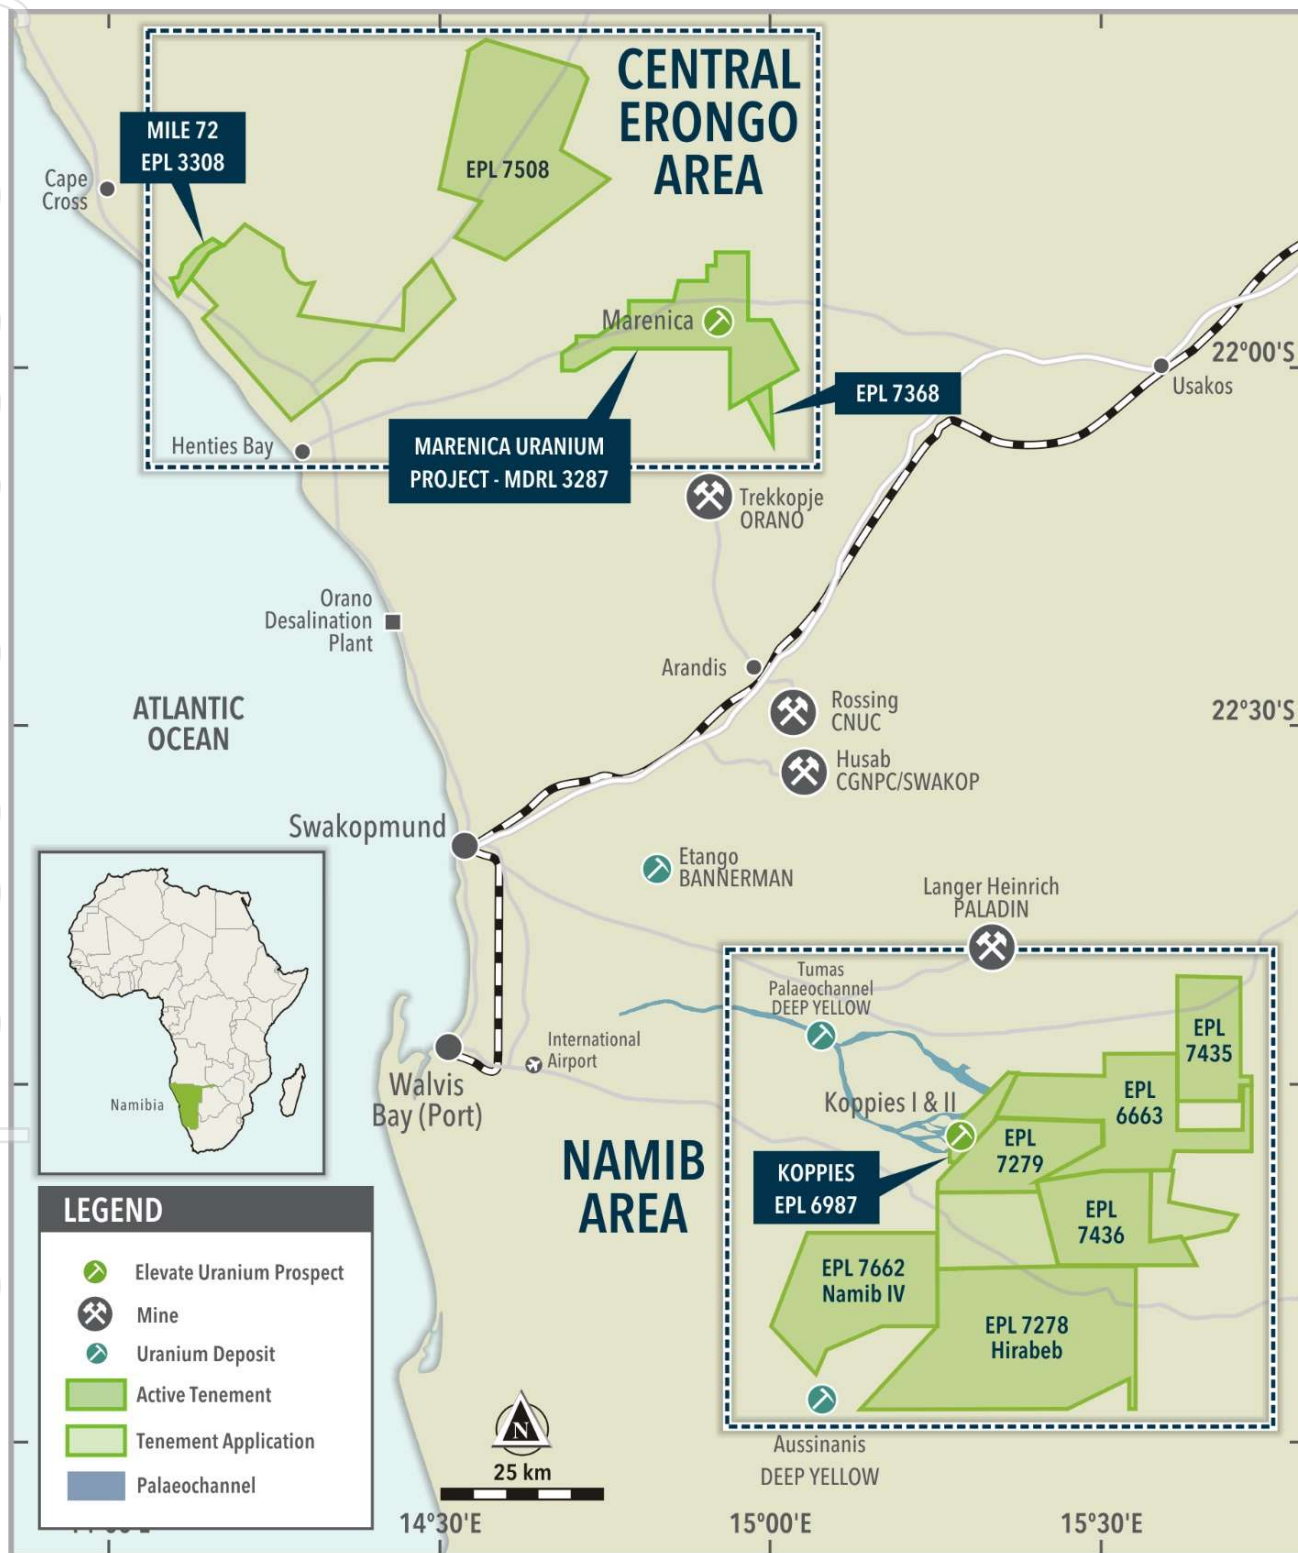 CENTRAL
ERONGO
AREA
MILE 72
EPL 3308
EPL 7508
Cape
Cross
Marenica
22°00'S
Usakos
EPL 7368
Henties Bay
MARENICA URANIUM
PROJECT - MDRL 3287
Trekkopje
ORANO
Orano
Desalination
Plant
Arandis
ATLANTIC
OCEAN
Rossing
CNUC
22°30'S
Husab
CGNPC/SWAKOP
Swakopmund
Etango
BANNERMAN
Langer Heinrich
PALADIN
Tumas
Palaeochannel
DEEP YELLOW
EPL
7435
International
Airport
Walvis
Bay (Port)
Namibia
Koppies I & II
EPL
6663
EPL
7279
NAMIB
AREA
KOPPIES
EPL 6987
EPL
7436
EPL 7662
Namib IV
EPL 7278
Hirabeb
LEGEND
Elevate Uranium Prospect
Mine
Uranium Deposit
Active Tenement
Tenement Application
Palaeochannel
N
25 km
Aussinanis
DEEP YELLOW
14°30'E
15°00'E
15°30'E